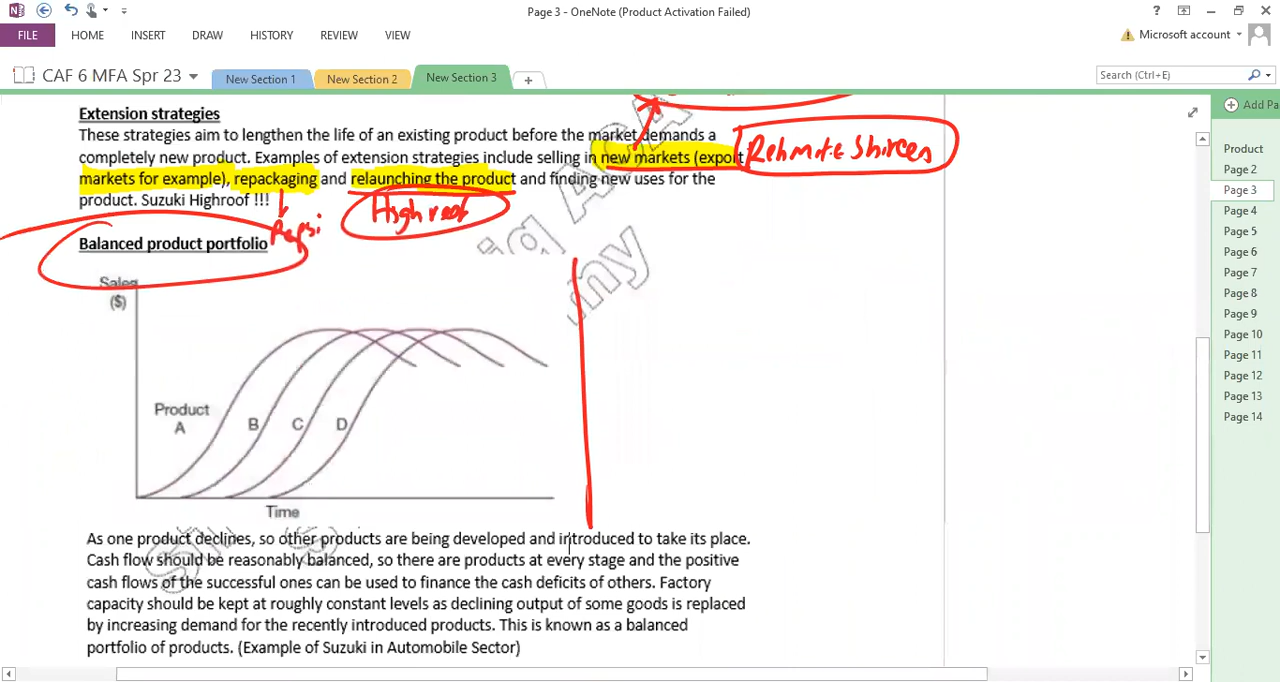 Page 3 - OneNote (Product Activation Failed)
FILE HOME INSERT DRAW HISTORY REVIEW VIEW
Microsoft account
CAF 6 MFA Spr 23 New Section 1 New Section 2 New Section 3
Search (Ctrl+E)
Add Pa
Product
Page 2
Page 3
Page 4
Page 5
Page 6
Page 7
Page 8
Page 9
Page 10
Page 11
Page 12
Page 13
Page 14
Extension strategies
These strategies aim to lengthen the life of an existing product before the market demands a
completely new product. Examples of extension strategies include selling in new markets (export
markets for example), repackaging and relaunching the product and finding new uses for the
product. Suzuki Highroof !!!
Pepsi
High roof
Balanced product portfolio
Sales
($)
Product
A B C D
Time
As one product declines, so other products are being developed and introduced to take its place.
Cash flow should be reasonably balanced, so there are products at every stage and the positive
cash flows of the successful ones can be used to finance the cash deficits of others. Factory
capacity should be kept at roughly constant levels as declining output of some goods is replaced
by increasing demand for the recently introduced products. This is known as a balanced
portfolio of products. (Example of Suzuki in Automobile Sector)